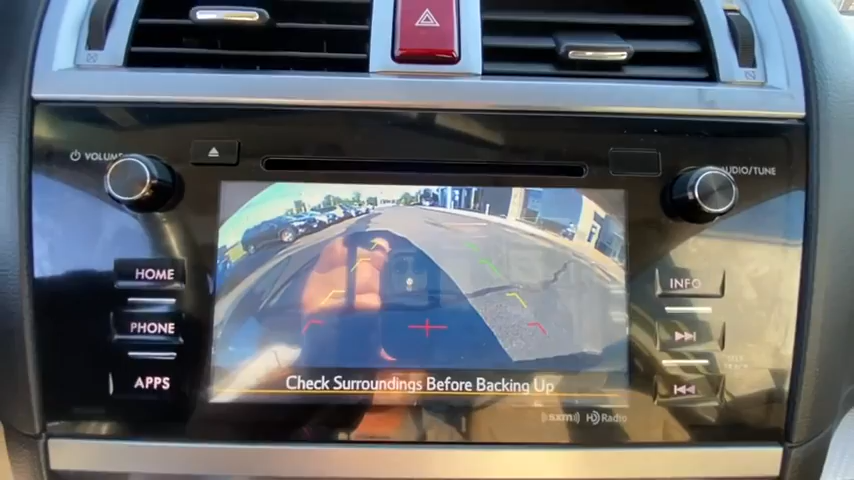 VOLUME
AUDIO/TUNE
HOME
INFO
PHONE
APPS
Check Surroundings Before Backing Up
((SXM)) HD Radio